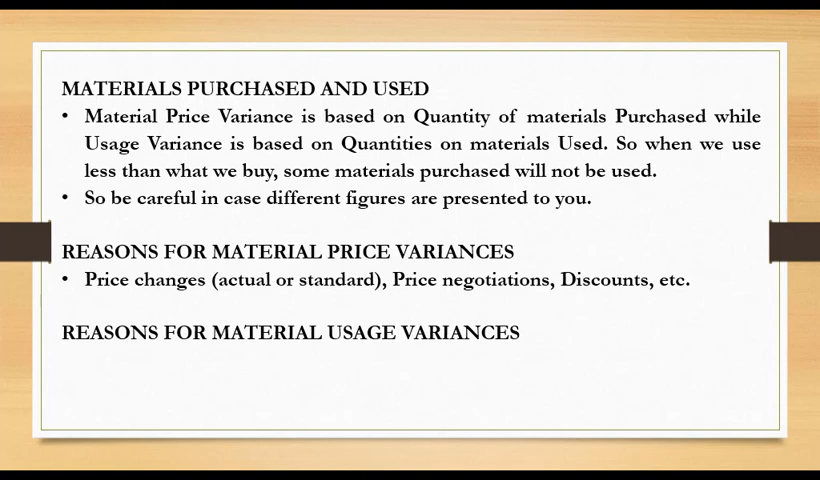 MATERIALS PURCHASED AND USED
• Material Price Variance is based on Quantity of materials Purchased while
Usage Variance is based on Quantities on materials Used. So when we use
less than what we buy, some materials purchased will not be used.
• So be careful in case different figures are presented to you.
REASONS FOR MATERIAL PRICE VARIANCES
• Price changes (actual or standard), Price negotiations, Discounts, etc.
REASONS FOR MATERIAL USAGE VARIANCES